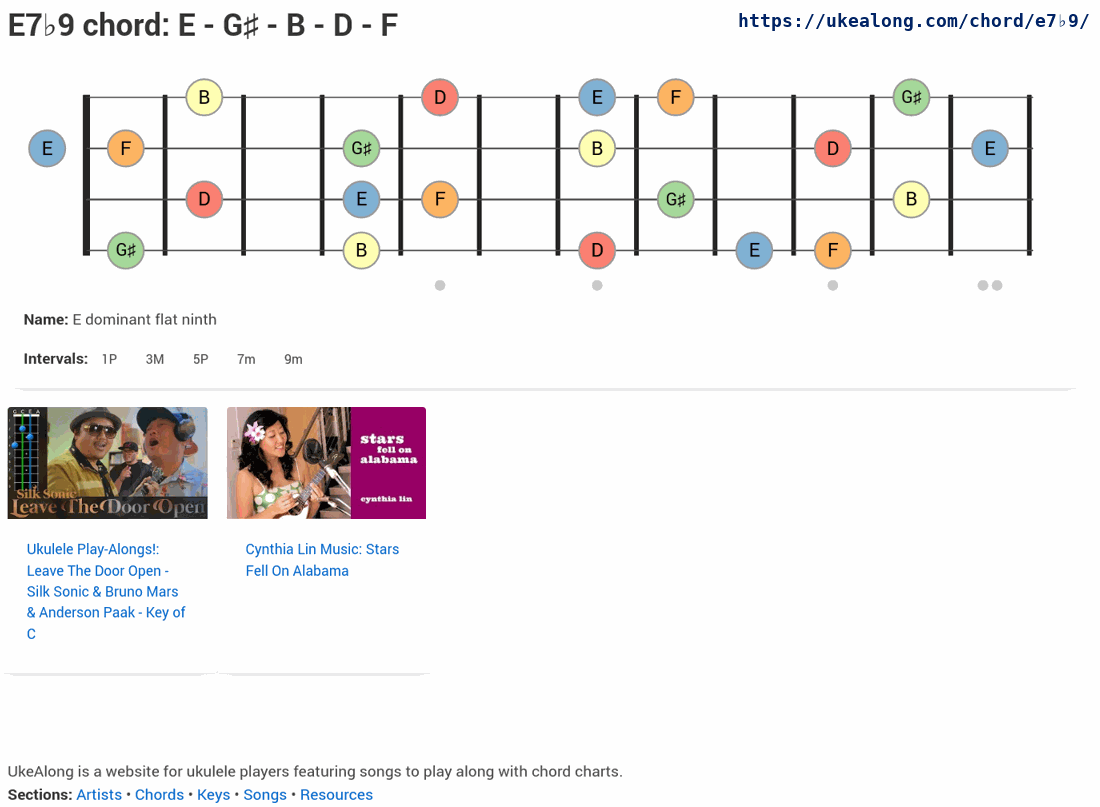 E7♭9 chord: E - G♯ - B - D - F
https://ukealong.com/chord/e7♭9/
B D E F G♯
E F G♯ B D E
D E F G♯ B
G♯ B D E F
Name: E dominant flat ninth
Intervals: 1P 3M 5P 7m 9m
G C E A
Silk Sonic
Leave The Door Open
stars
fell on
alabama
cynthia lin
Ukulele Play-Alongs!:
Leave The Door Open -
Silk Sonic & Bruno Mars
& Anderson Paak - Key of
C
Cynthia Lin Music: Stars
Fell On Alabama
UkeAlong is a website for ukulele players featuring songs to play along with chord charts.
Sections: Artists • Chords • Keys • Songs • Resources